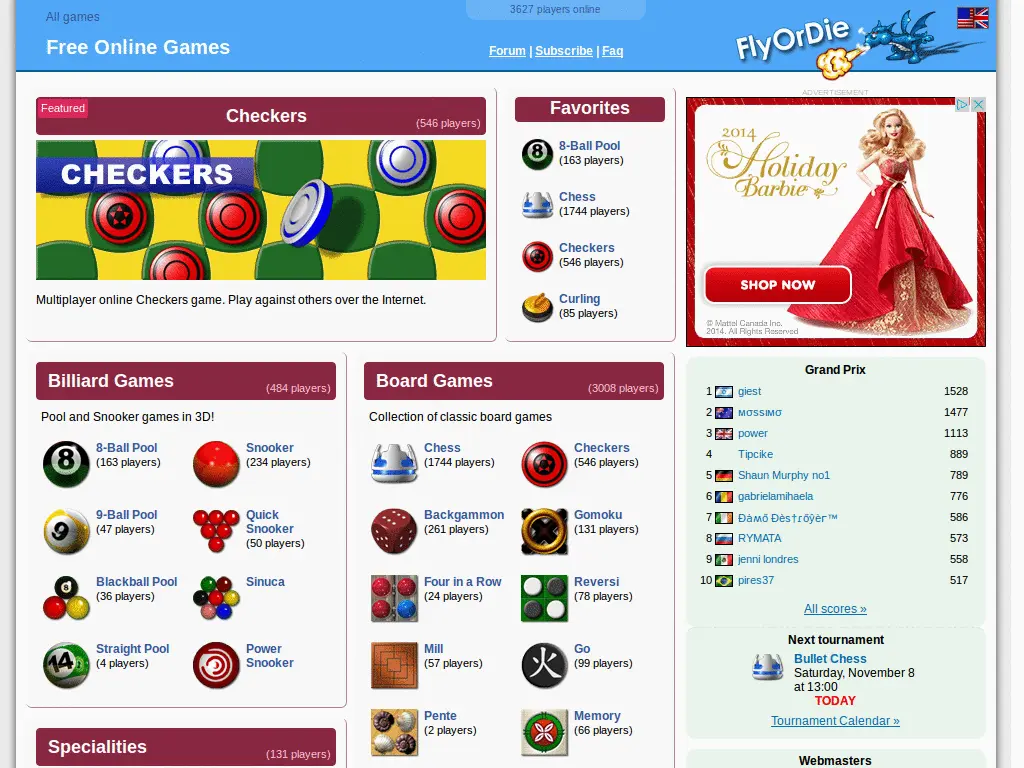 All games
3627 players online
Free Online Games
Forum | Subscribe | Faq
FlyOrDie
ADVERTISEMENT
Featured
Checkers
(546 players)
CHECKERS
Multiplayer online Checkers game. Play against others over the Internet.
Favorites
8-Ball Pool
(163 players)
Chess
(1744 players)
Checkers
(546 players)
Curling
(85 players)
2014
Holiday
Barbie
SHOP NOW
© Mattel Canada Inc.
2014. All Rights Reserved
Billiard Games
(484 players)
Pool and Snooker games in 3D!
8-Ball Pool
(163 players)
Snooker
(234 players)
9-Ball Pool
(47 players)
Quick
Snooker
(50 players)
Blackball Pool
(36 players)
Sinuca
Straight Pool
(4 players)
Power
Snooker
Specialities
(131 players)
Board Games
(3008 players)
Collection of classic board games
Chess
(1744 players)
Checkers
(546 players)
Backgammon
(261 players)
Gomoku
(131 players)
Four in a Row
(24 players)
Reversi
(78 players)
Mill
(57 players)
火
Go
(99 players)
Pente
(2 players)
Memory
(66 players)
Grand Prix
1 giest 1528
2 мσssιмσ 1477
3 power 1113
4 Tipcike 889
5 Shaun Murphy no1 789
6 gabrielamihaela 776
7 586
8 RYMATA 573
9 jenni londres 558
10 pires37 517
All scores »
Next tournament
Bullet Chess
Saturday, November 8
at 13:00
TODAY
Tournament Calendar »
Webmasters